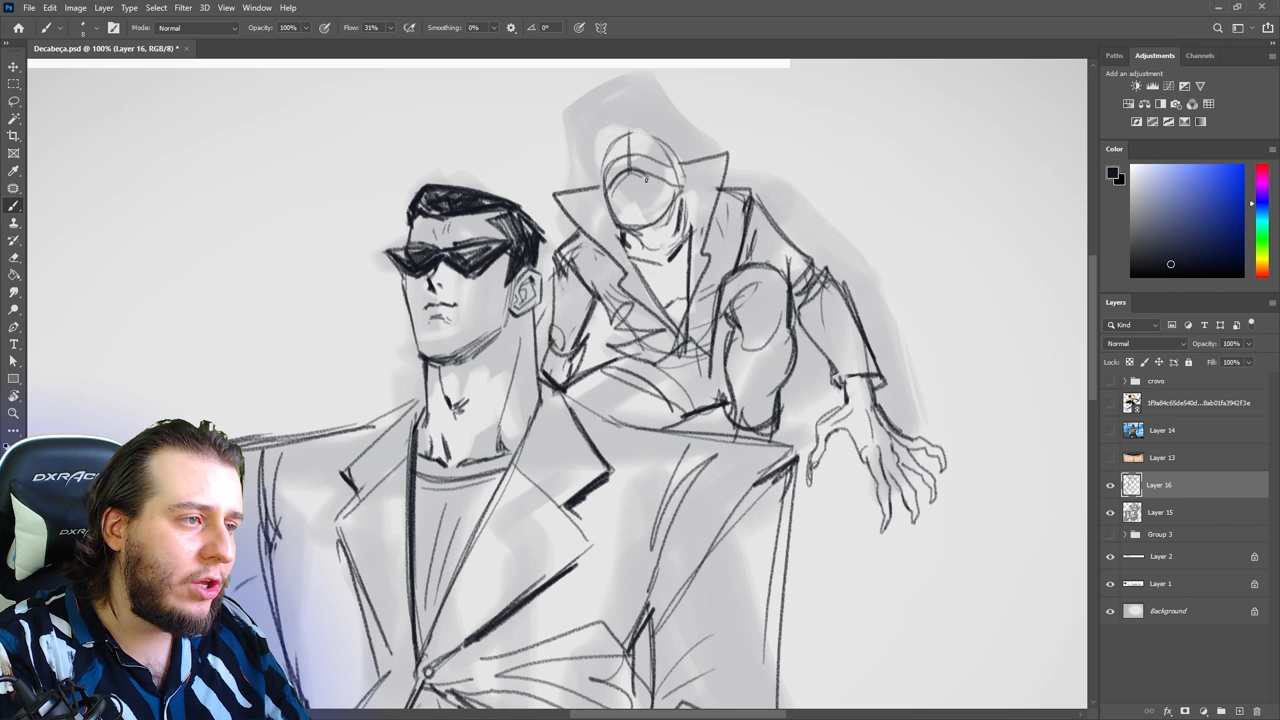 File Edit Image Layer Type Select Filter 3D View Window Help
Mode: Normal Opacity: 100% Flow: 31% Smoothing: 0% 0°
Decabeça.psd @ 100% (Layer 16, RGB/8) *
Paths Adjustments Channels
Add an adjustment
Color
Layers
Kind
Normal Opacity: 100%
Lock: Fill: 100%
crovo
1f9a84c65de540d...8ab01fa3942f3e
Layer 14
Layer 13
Layer 16
Layer 15
Group 3
Layer 2
Layer 1
Background
DXRACER